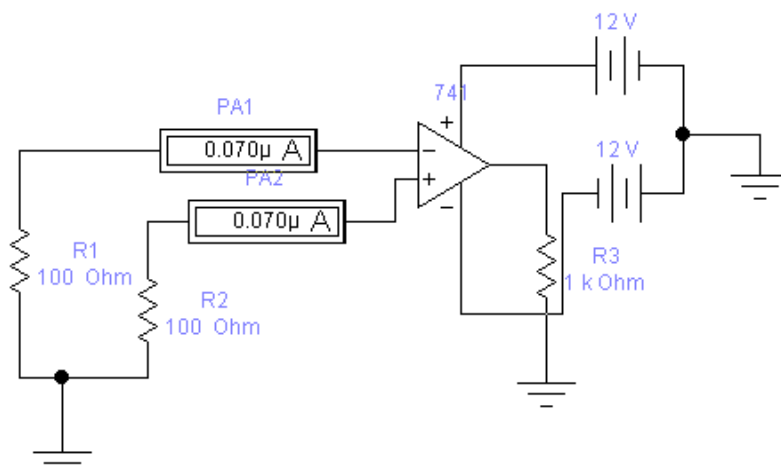 12 V
741
PA1
+
0.070µ A
−
12 V
PA2
+
0.070µ A
−
R1
100 Ohm
R2
100 Ohm
R3
1 k Ohm